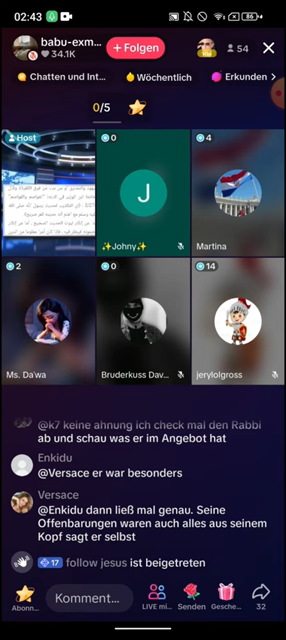 02:43
86
babu-exm...
34.1K
+ Folgen
54
Chatten und Int...
Wöchentlich
Erkunden >
0/5
Host
0
4
J
✨Johny✨
Martina
2
0
14
Ms. Da'wa
Bruderkuss Dav...
jerylolgross
@k7 keine ahnung ich check mal den Rabbi
ab und schau was er im Angebot hat
Enkidu
@Versace er war besonders
Versace
@Enkidu dann ließ mal genau. Seine
Offenbarungen waren auch alles aus seinem
Kopf sagt er selbst
17 follow jesus ist beigetreten
Kommentar...
Abonn...
LIVE mi...
Senden
Gesche...
32